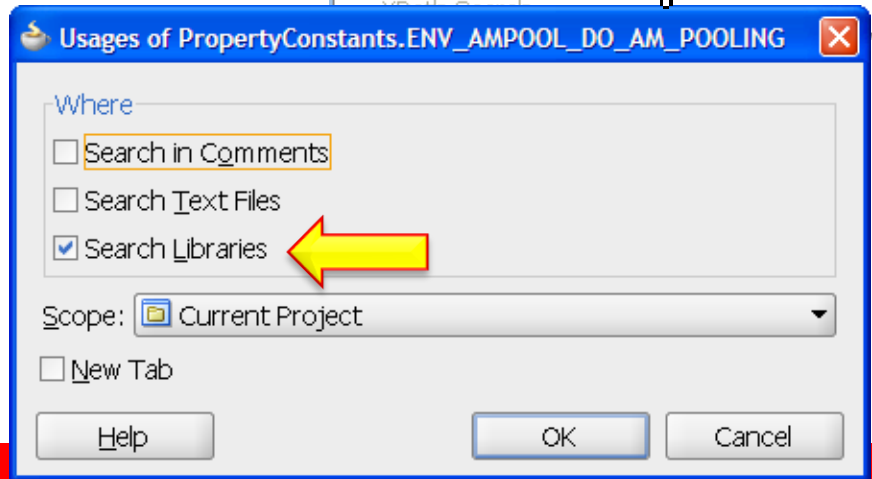 Usages of PropertyConstants.ENV_AMPOOL_DO_AM_POOLING
Where
Search in Comments
Search Text Files
Search Libraries
Scope: Current Project
New Tab
Help
OK
Cancel